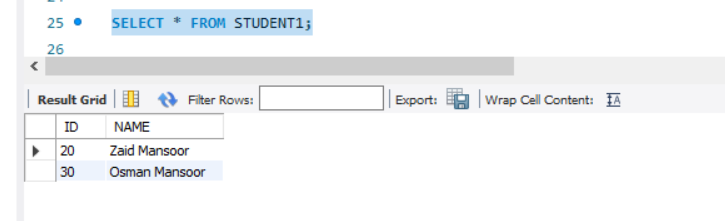 25 SELECT * FROM STUDENT1;
26
Result Grid Filter Rows: Export: Wrap Cell Content: IA
ID NAME
20 Zaid Mansoor
30 Osman Mansoor